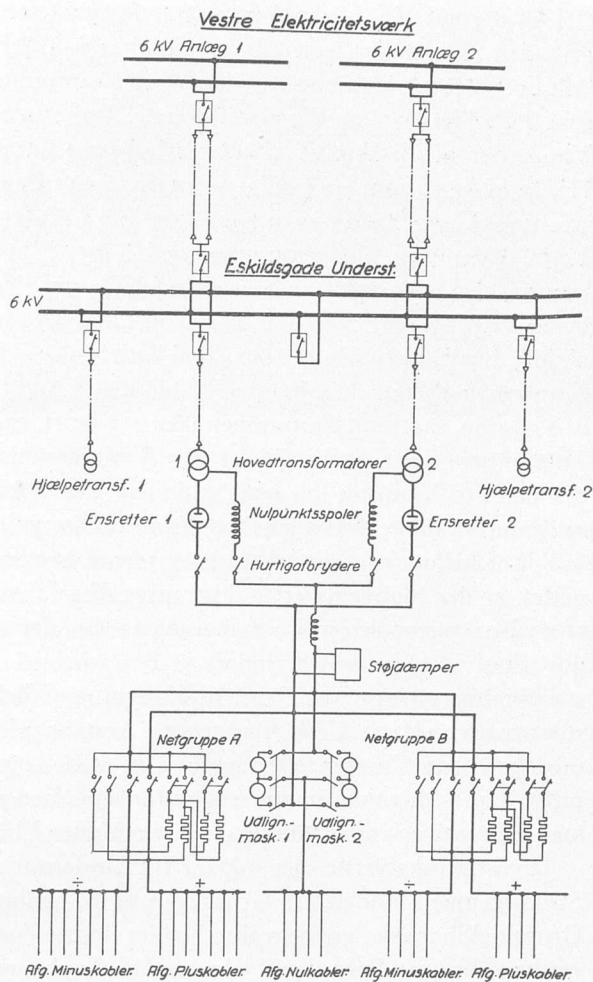 Vestre Elektricitetsværk
6 kV Anlæg 1
6 kV Anlæg 2
Eskildsgade Underst.
6 kV
1
Hovedtransformatorer
2
Hjælpetransf. 1
Hjælpetransf. 2
Ensretter 1
Nulpunktsspoler
Ensretter 2
Hurtigafbrydere
Støjdæmper
Netgruppe A
Netgruppe B
Udlign.-
mask. 1
Udlign.-
mask. 2
÷
+
÷
+
Afg. Minuskabler.
Afg. Pluskabler.
Afg. Nulkabler.
Afg. Minuskabler
Afg. Pluskabler